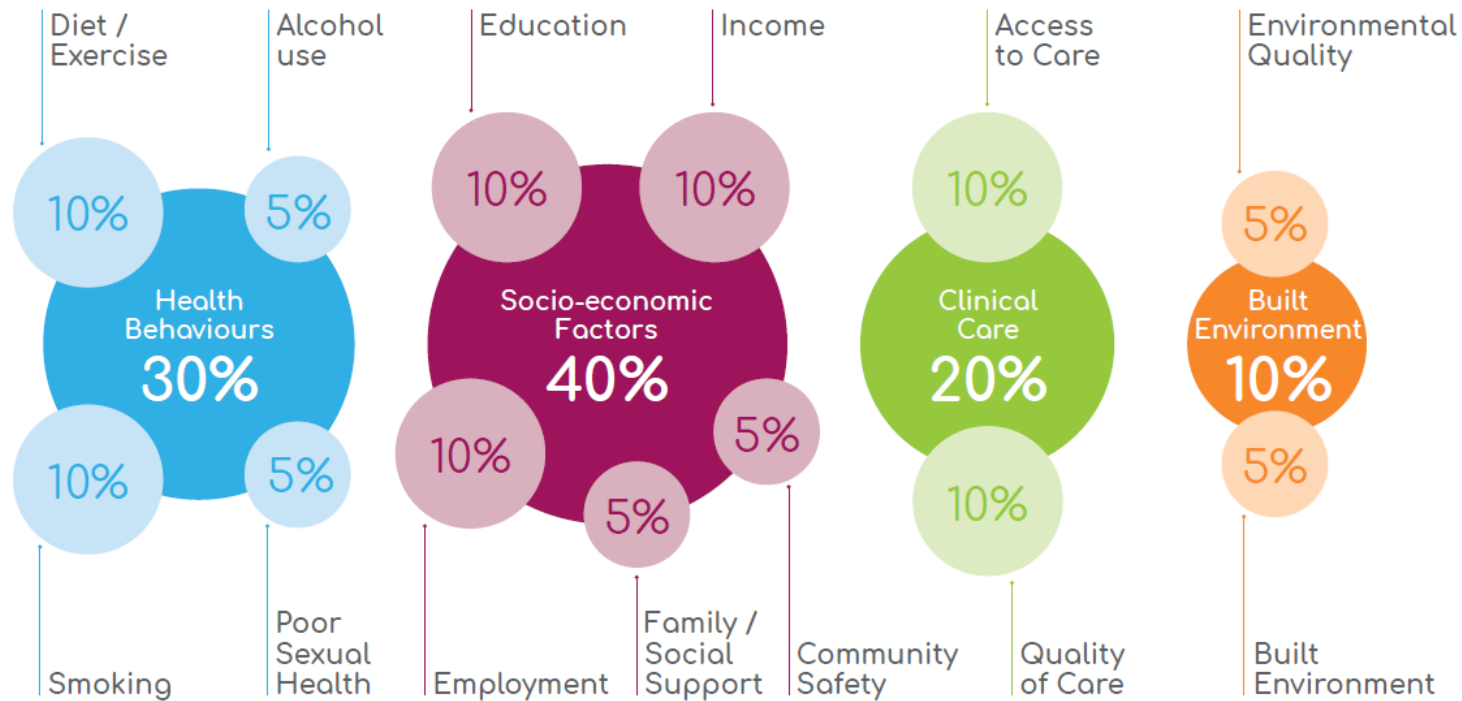 Diet /
Exercise
Alcohol
use
Education
Income
Access
to Care
Environmental
Quality
10%
5%
10%
10%
10%
5%
Health
Behaviours
30%
Socio-economic
Factors
40%
Clinical
Care
20%
Built
Environment
10%
10%
5%
10%
5%
5%
10%
5%
Smoking
Poor
Sexual
Health
Employment
Family /
Social
Support
Community
Safety
Quality
of Care
Built
Environment